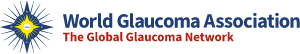 World Glaucoma Association
The Global Glaucoma Network